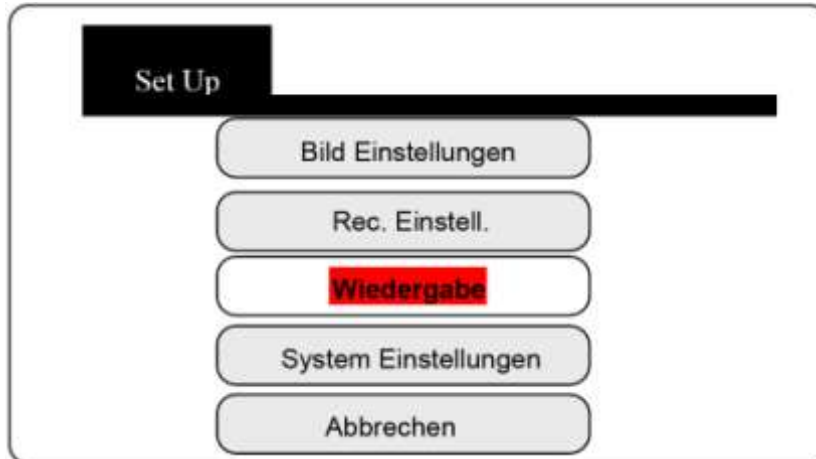 Set Up
Bild Einstellungen
Rec. Einstell.
Wiedergabe
System Einstellungen
Abbrechen